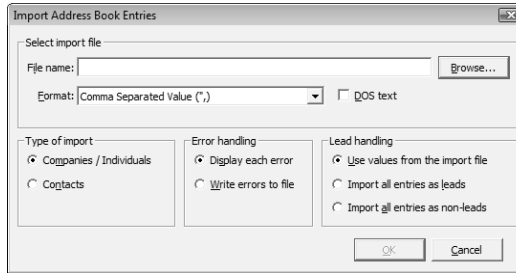 Import Address Book Entries
Select import file
File name:
Browse...
Format: Comma Separated Value (",)
DOS text
Type of import
Companies / Individuals
Contacts
Error handling
Display each error
Write errors to file
Lead handling
Use values from the import file
Import all entries as leads
Import all entries as non-leads
OK
Cancel